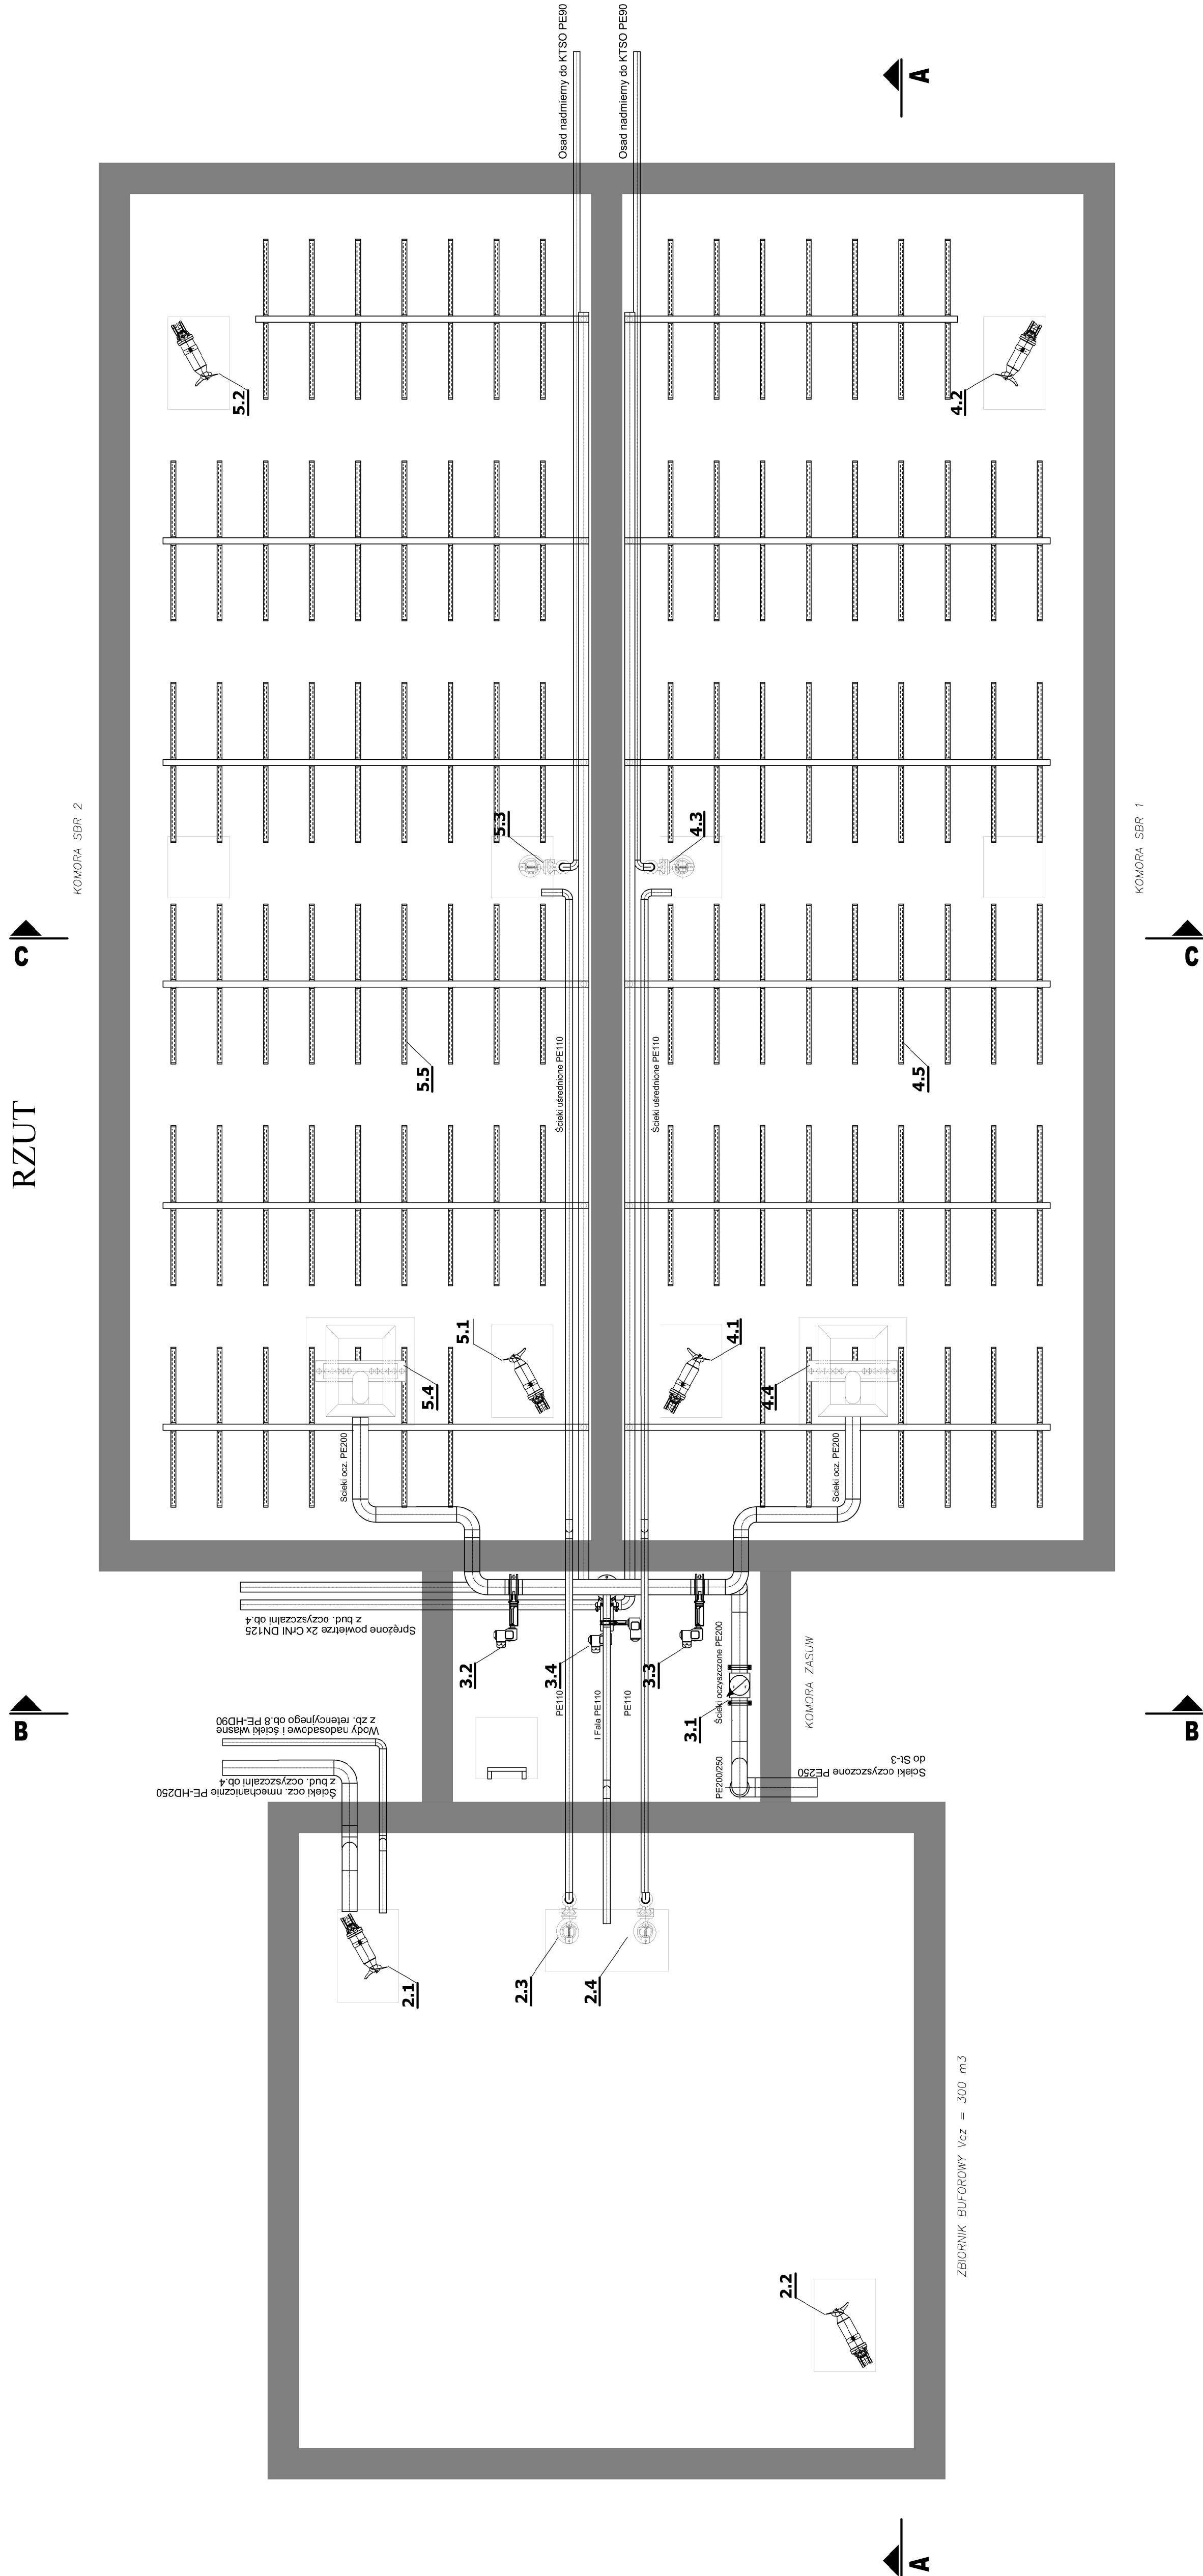 RZUT
Osad nadmierny do KTSO PE90
Osad nadmierny do KTSO PE90
A
5.2
4.2
KOMORA SBR 2
KOMORA SBR 1
5.3
4.3
C
C
Ścieki uśrednione PE110
Ścieki uśrednione PE110
5.5
4.5
5.1
4.1
5.4
4.4
Ścieki ocz. PE200
Ścieki ocz. PE200
Sprężone powietrze 2x CrNi DN125
z bud. oczyszczalni ob.4
3.2
3.4
3.3
3.1
Ścieki oczyszczone PE200
KOMORA ZASUW
PE110
I Fala PE110
PE110
B
B
Wody nadosadowe i ścieki własne
z zb. retencyjnego ob.8 PE-HD90
Ścieki ocz. nmechanicznie PE-HD250
z bud. oczyszczalni ob.4
PE200/250
Ścieki oczyszczone PE250
do St-3
2.1
2.3
2.4
ZBIORNIK BUFOROWY Vcz = 300 m3
2.2
A